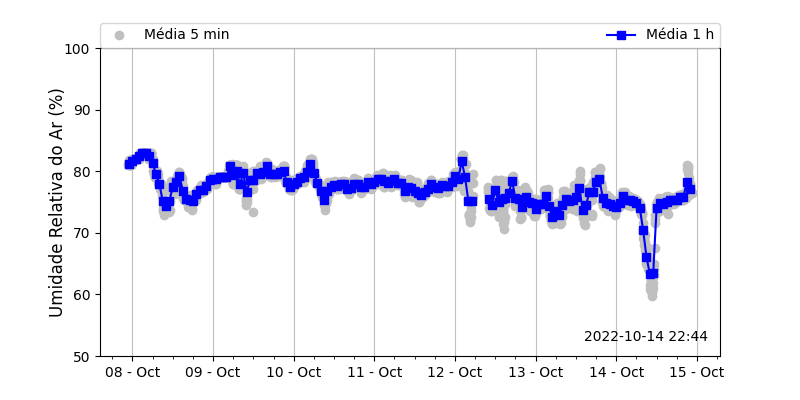 Média 5 min
Média 1 h
Umidade Relativa do Ar (%)
100
90
80
70
60
50
2022-10-14 22:44
08 - Oct
09 - Oct
10 - Oct
11 - Oct
12 - Oct
13 - Oct
14 - Oct
15 - Oct